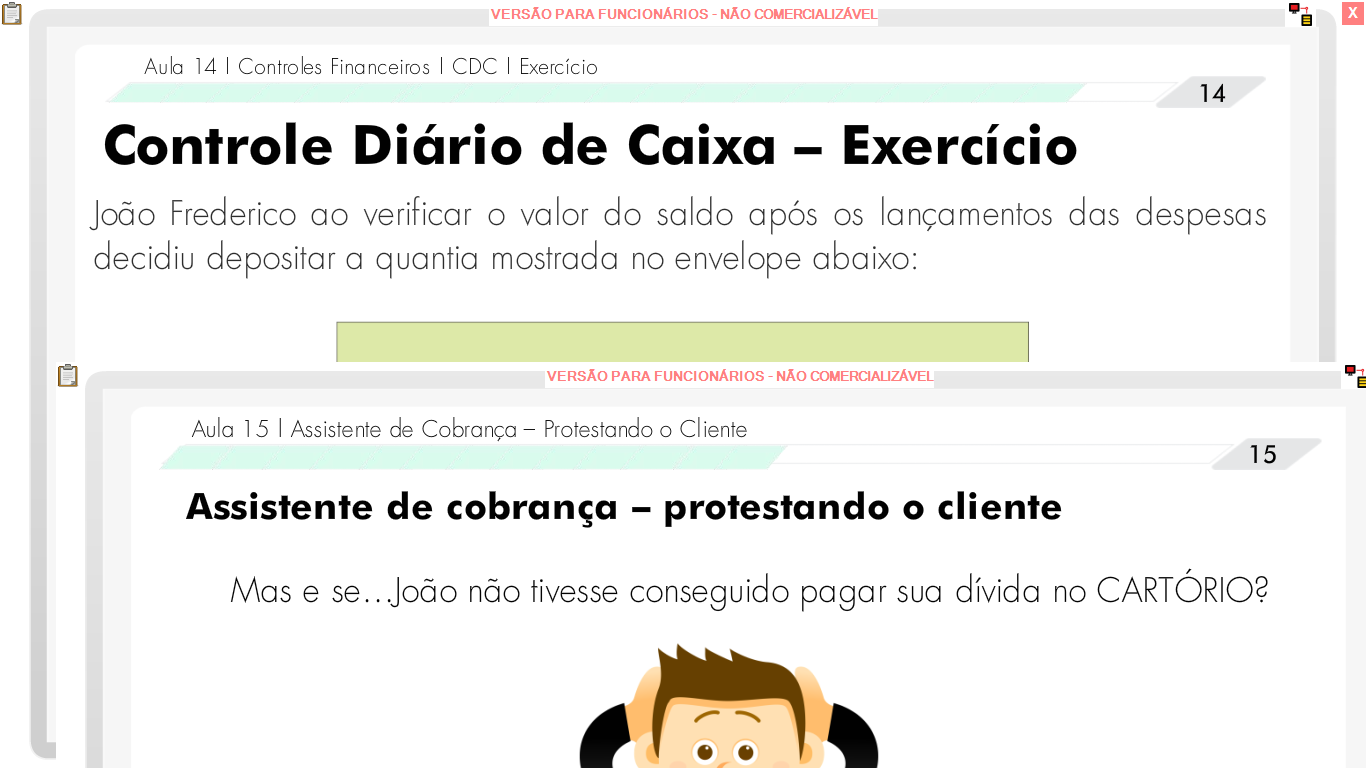 VERSÃO PARA FUNCIONÁRIOS - NÃO COMERCIALIZÁVEL
X
Aula 14 | Controles Financeiros | CDC | Exercício
14
Controle Diário de Caixa – Exercício
João Frederico ao verificar o valor do saldo após os lançamentos das despesas
decidiu depositar a quantia mostrada no envelope abaixo:
VERSÃO PARA FUNCIONÁRIOS - NÃO COMERCIALIZÁVEL
Aula 15 | Assistente de Cobrança – Protestando o Cliente
15
Assistente de cobrança – protestando o cliente
Mas e se...João não tivesse conseguido pagar sua dívida no CARTÓRIO?